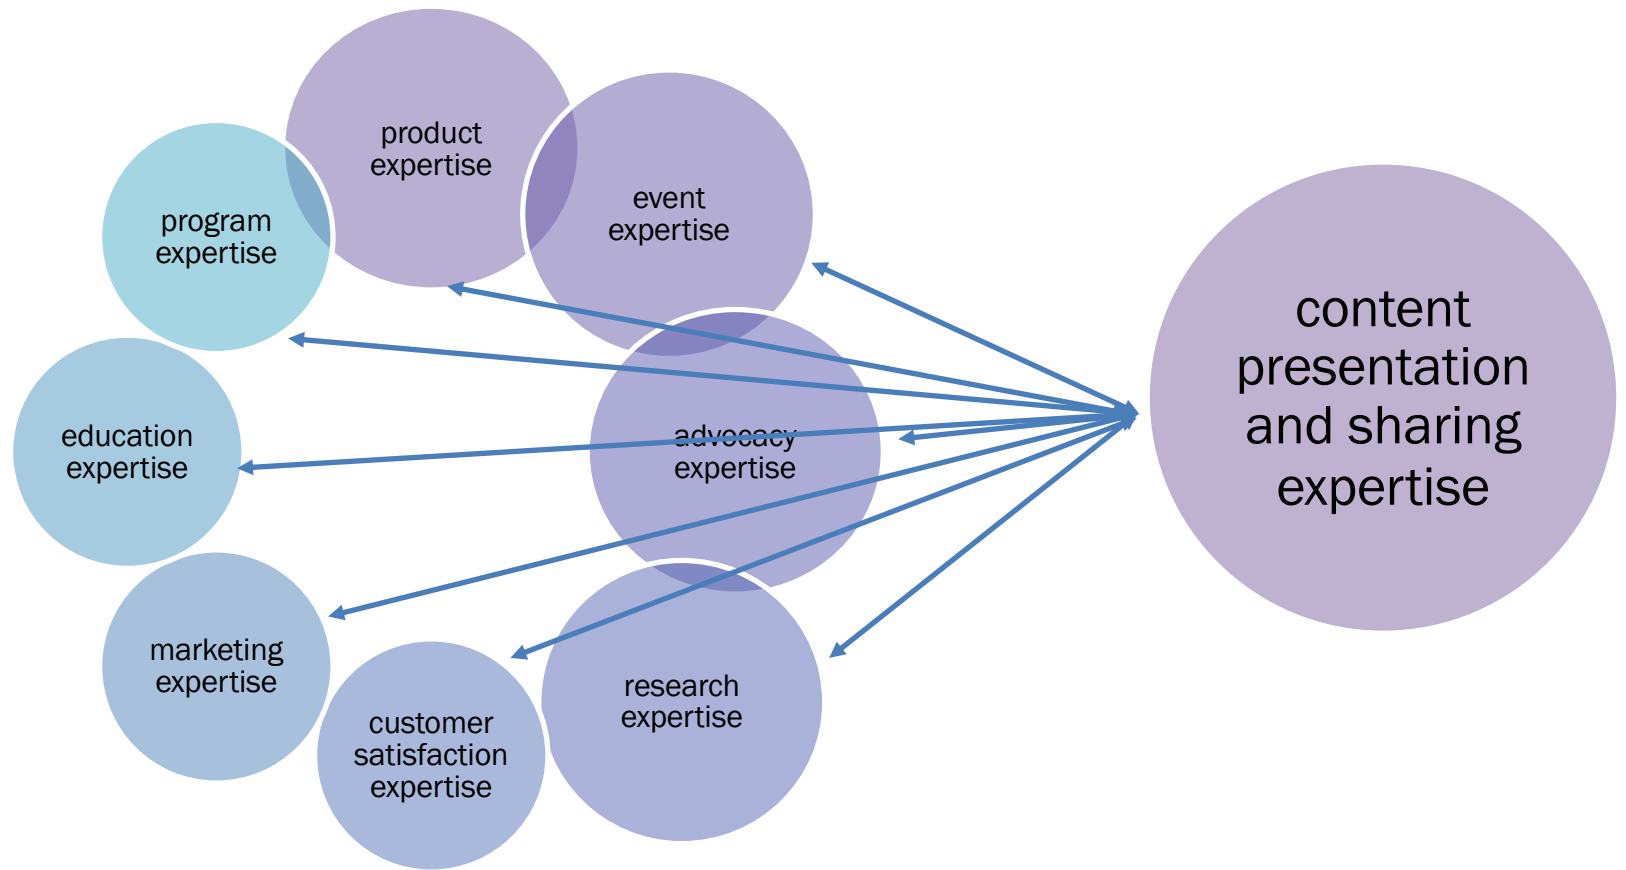 product
expertise
event
expertise
program
expertise
content
presentation
and sharing
expertise
education
expertise
advocacy
expertise
marketing
expertise
research
expertise
customer
satisfaction
expertise